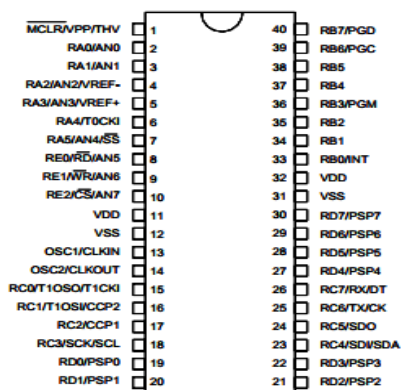 MCLR/VPP/THV 1 40 RB7/PGD
RA0/AN0 2 39 RB6/PGC
RA1/AN1 3 38 RB5
RA2/AN2/VREF- 4 37 RB4
RA3/AN3/VREF+ 5 36 RB3/PGM
RA4/T0CKI 6 35 RB2
RA5/AN4/SS 7 34 RB1
RE0/RD/AN5 8 33 RB0/INT
RE1/WR/AN6 9 32 VDD
RE2/CS/AN7 10 31 VSS
VDD 11 30 RD7/PSP7
VSS 12 29 RD6/PSP6
OSC1/CLKIN 13 28 RD5/PSP5
OSC2/CLKOUT 14 27 RD4/PSP4
RC0/T1OSO/T1CKI 15 26 RC7/RX/DT
RC1/T1OSI/CCP2 16 25 RC6/TX/CK
RC2/CCP1 17 24 RC5/SDO
RC3/SCK/SCL 18 23 RC4/SDI/SDA
RD0/PSP0 19 22 RD3/PSP3
RD1/PSP1 20 21 RD2/PSP2